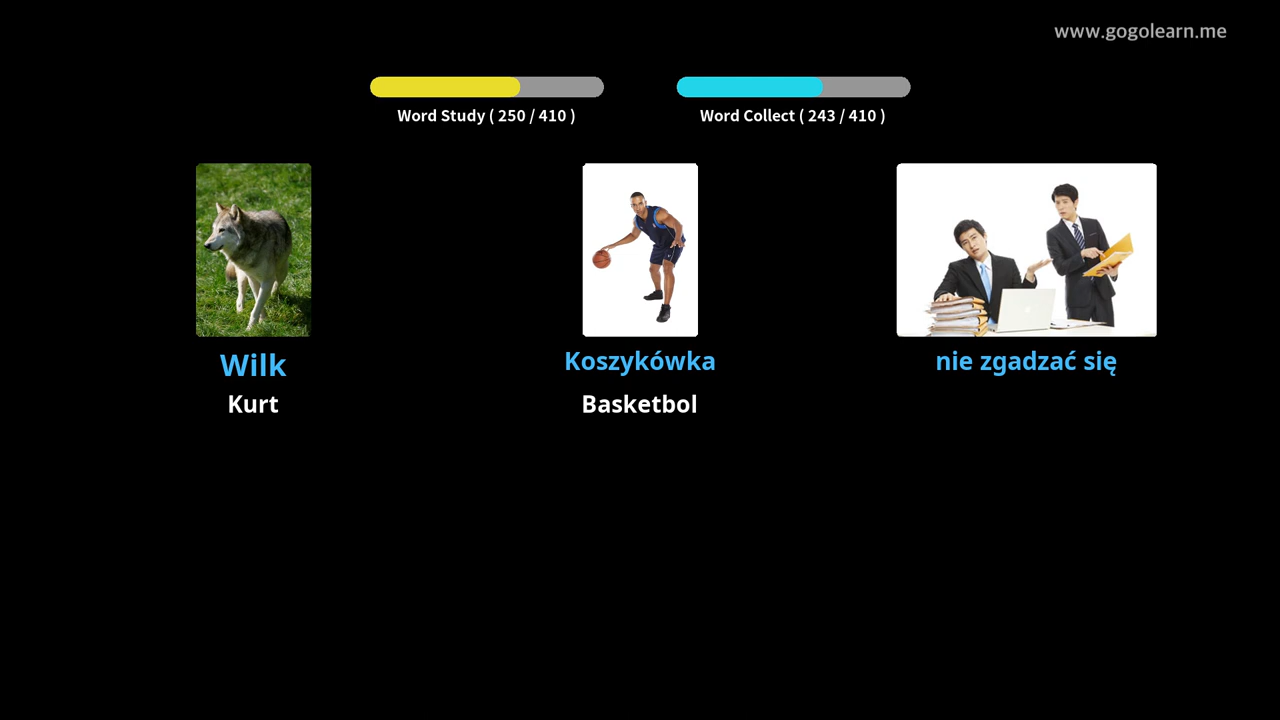 www.gogolearn.me
Word Study ( 250 / 410 )
Word Collect ( 243 / 410 )
Wilk
Kurt
Koszykówka
Basketbol
nie zgadzać się